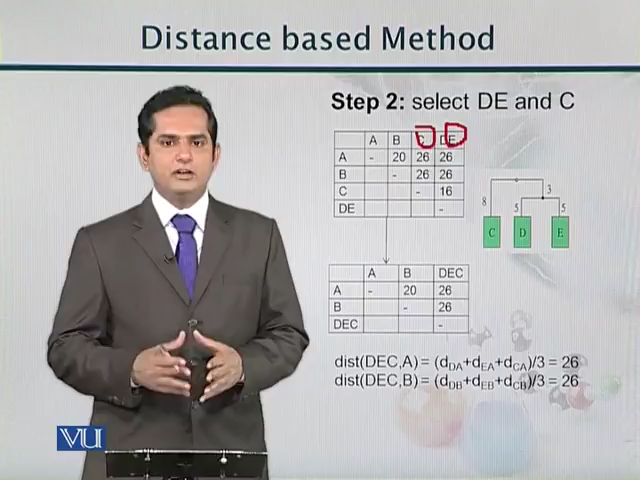 Distance based Method
Step 2: select DE and C
A B C DE
A - 20 26 26
B - 26 26
C - 16
DE -
3
8 5 5
C D E
A B DEC
A - 20 26
B - 26
DEC -
dist(DEC,A) = (dDA+dEA+dCA)/3 = 26
dist(DEC,B) = (dDB+dEB+dCB)/3 = 26
VU